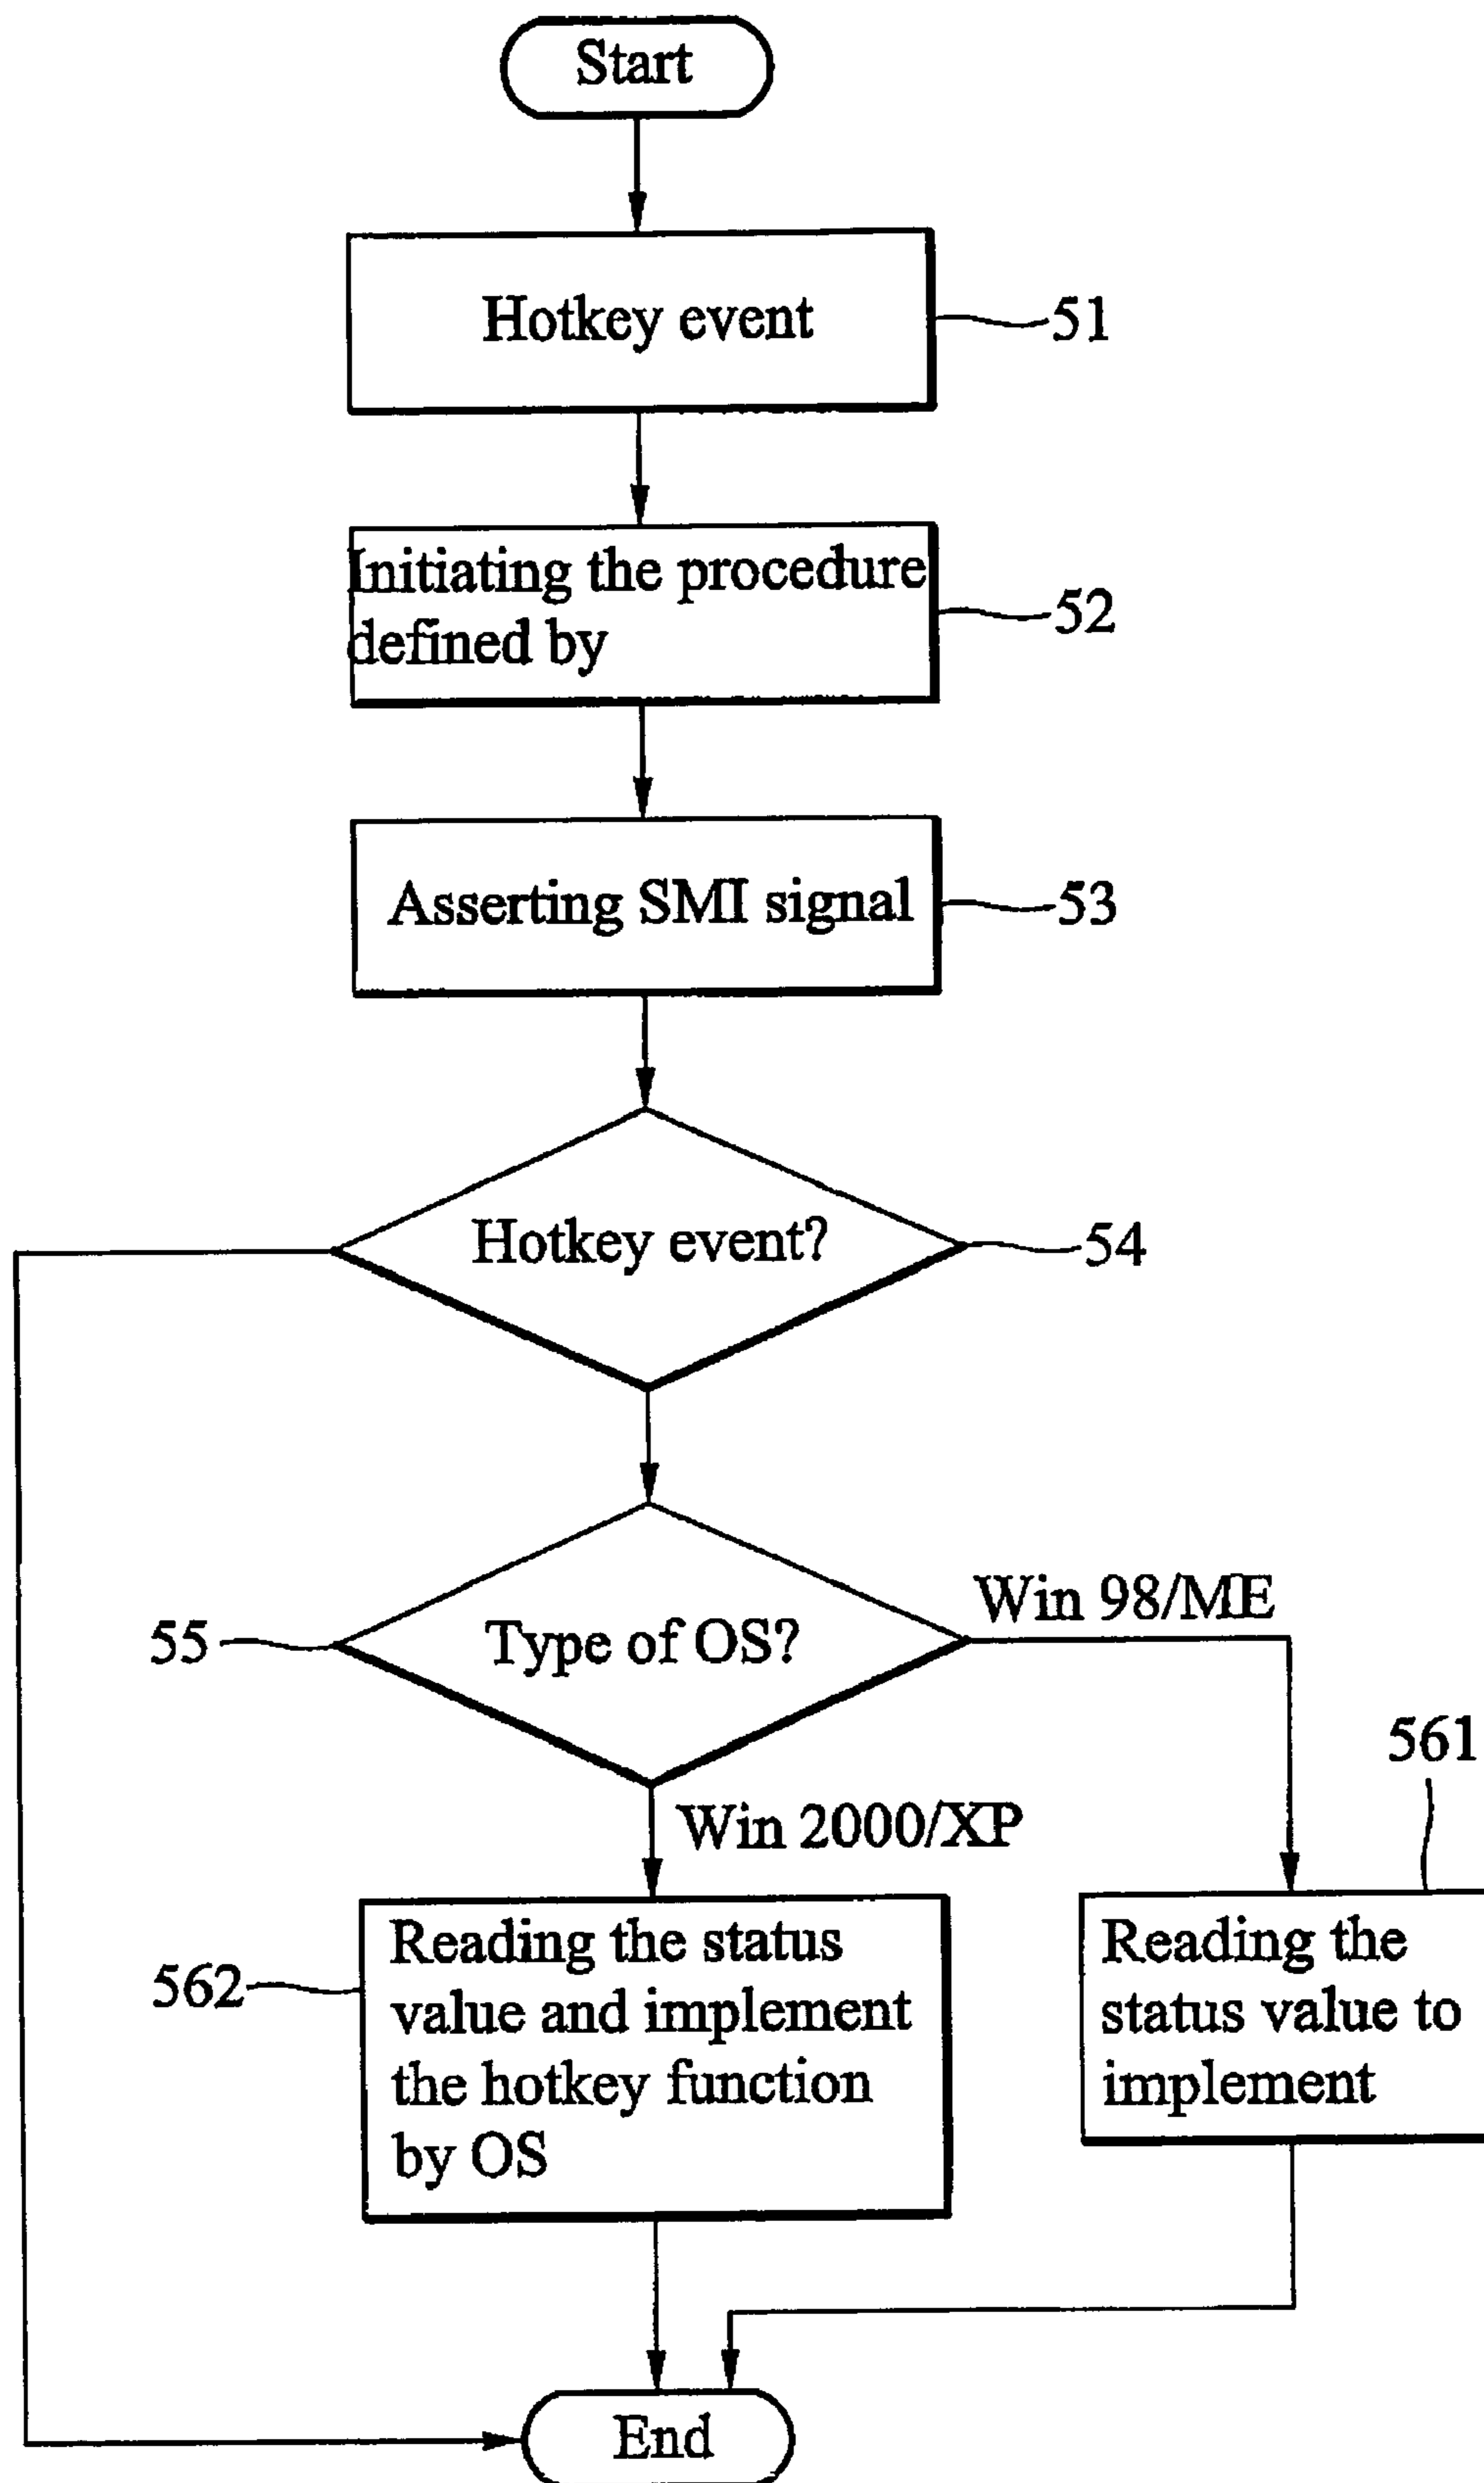 Start
Hotkey event
51
Initiating the procedure
defined by
52
Asserting SMI signal
53
Hotkey event?
54
Type of OS?
55
Win 98/ME
Win 2000/XP
561
Reading the status
value and implement
the hotkey function
by OS
562
Reading the
status value to
implement
End